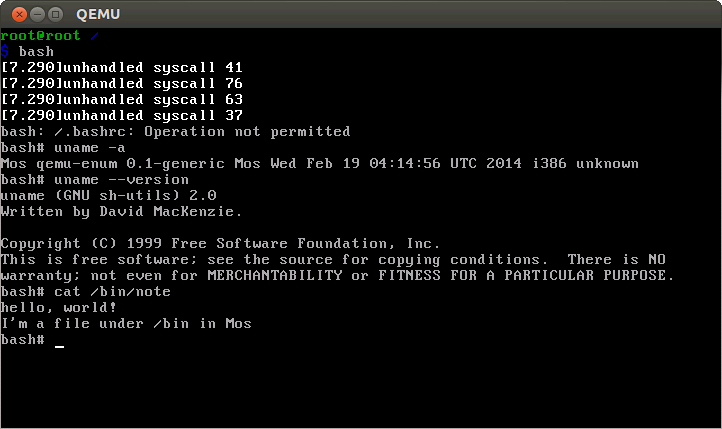 QEMU
root@root /
$ bash
[7.290]unhandled syscall 41
[7.290]unhandled syscall 76
[7.290]unhandled syscall 63
[7.290]unhandled syscall 37
bash: /.bashrc: Operation not permitted
bash# uname -a
Mos qemu-enum 0.1-generic Mos Wed Feb 19 04:14:56 UTC 2014 i386 unknown
bash# uname --version
uname (GNU sh-utils) 2.0
Written by David MacKenzie.
Copyright (C) 1999 Free Software Foundation, Inc.
This is free software; see the source for copying conditions.  There is NO
warranty; not even for MERCHANTABILITY or FITNESS FOR A PARTICULAR PURPOSE.
bash# cat /bin/note
hello, world!
I'm a file under /bin in Mos
bash# _